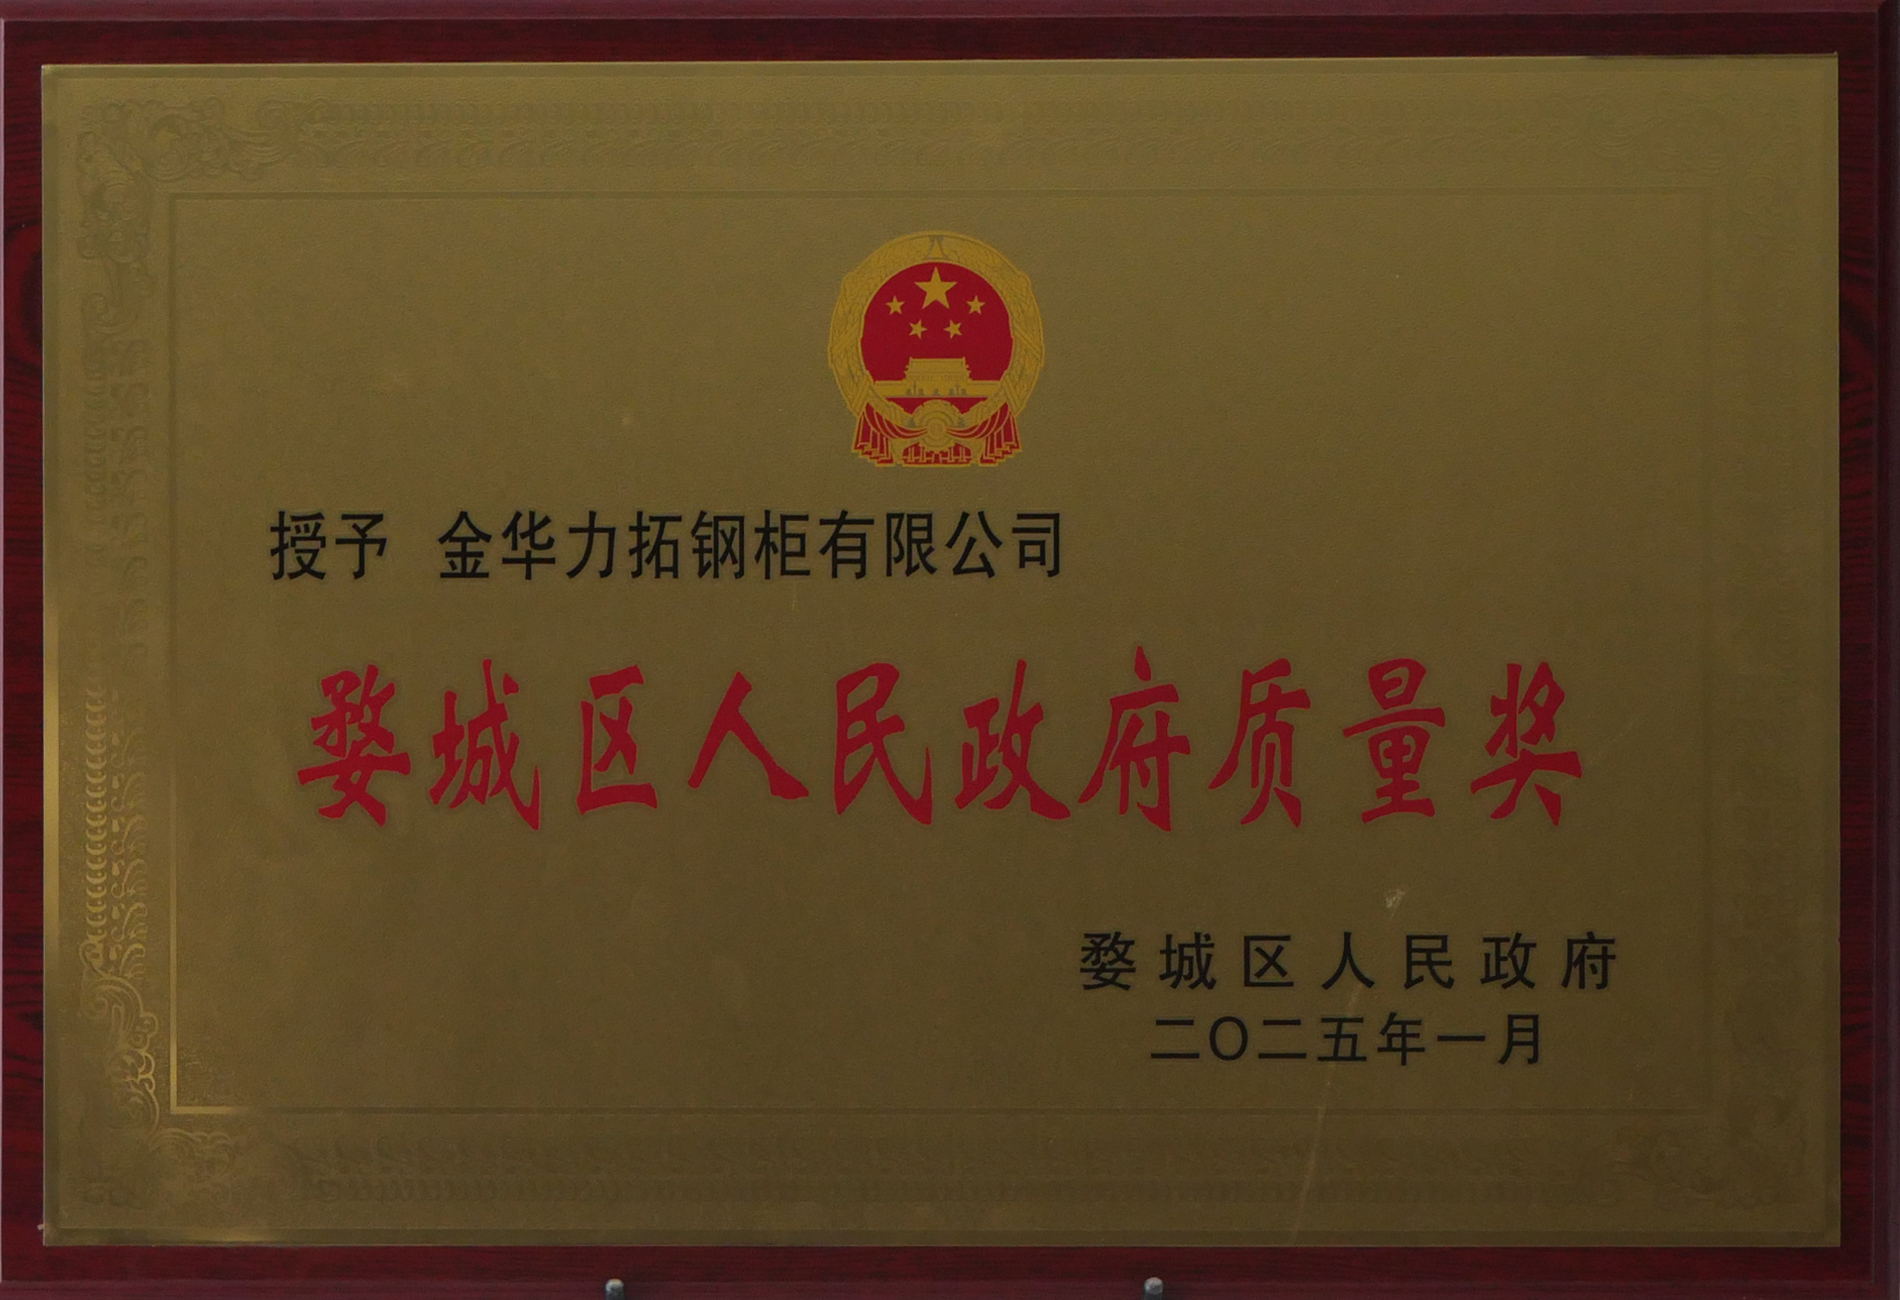 授予 金华力拓钢柜有限公司
婺城区人民政府质量奖
婺城区人民政府
二〇二五年一月